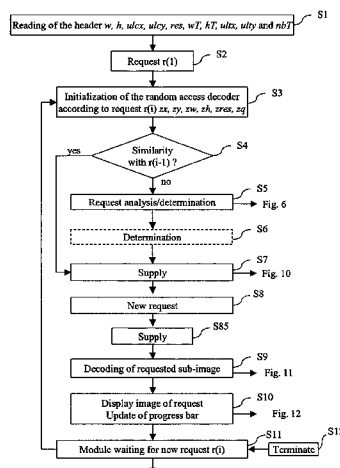 S1
Reading of the header w, h, ulcx, ulcy, res, wT, hT, ultx, ulty and nbT
S2
Request r(1)
S3
Initialization of the random access decoder
according to request r(i) zx, zy, zw, zh, zres, zq
S4
yes
Similarity
with r(i-1) ?
no
S5
Request analysis/determination
Fig. 6
S6
Determination
S7
Supply
Fig. 10
S8
New request
S85
Supply
S9
Decoding of requested sub-image
Fig. 11
S10
Display image of request
Update of progress bar
Fig. 12
S11
Module waiting for new request r(i)
Terminate